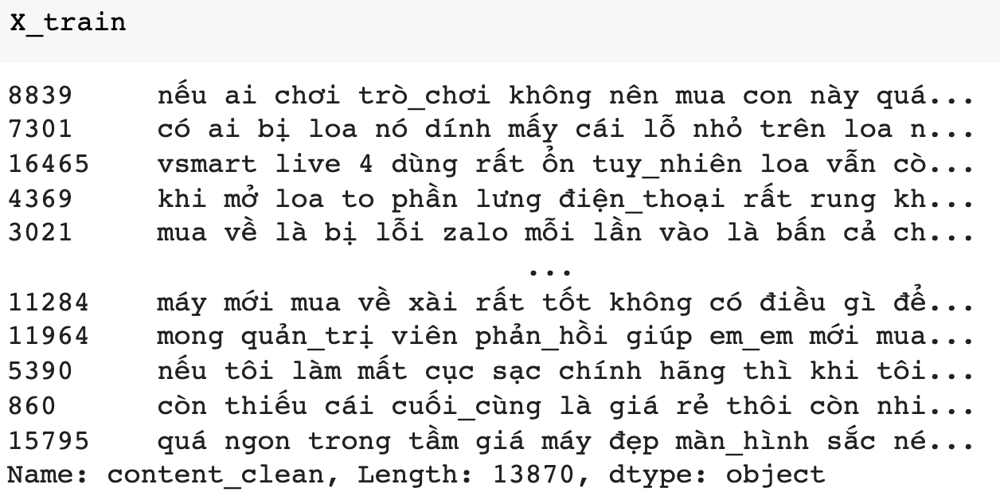 X_train
8839 nếu ai chơi trò_chơi không nên mua con này quá...
7301 có ai bị loa nó dính mấy cái lỗ nhỏ trên loa n...
16465 vsmart live 4 dùng rất ổn tuy_nhiên loa vẫn cò...
4369 khi mở loa to phần lưng điện_thoại rất rung kh...
3021 mua về là bị lỗi zalo mỗi lần vào là bấn cả ch...
...
11284 máy mới mua về xài rất tốt không có điều gì để...
11964 mong quản_trị viên phản_hồi giúp em_em mới mua...
5390 nếu tôi làm mất cục sạc chính hãng thì khi tôi...
860 còn thiếu cái cuối_cùng là giá rẻ thôi còn nhi...
15795 quá ngon trong tầm giá máy đẹp màn_hình sắc né...
Name: content_clean, Length: 13870, dtype: object